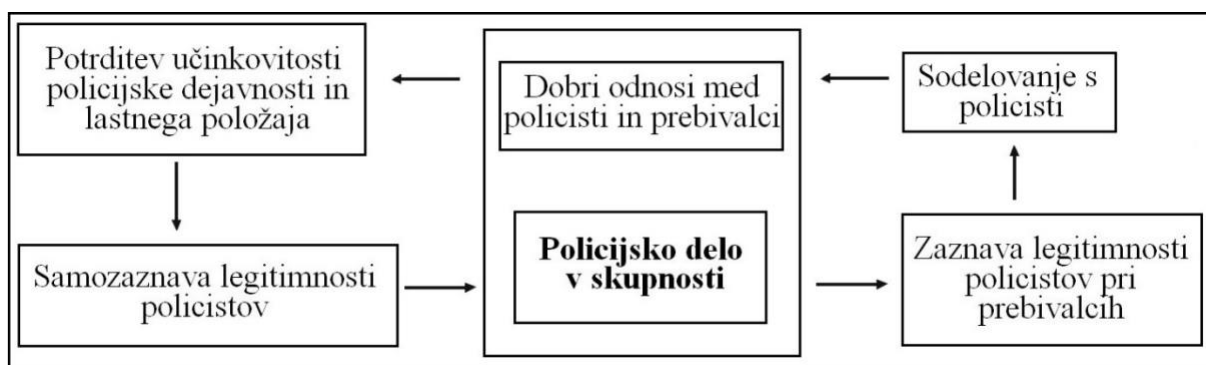 Potrditev učinkovitosti
policijske dejavnosti in
lastnega položaja
Dobri odnosi med
policisti in prebivalci
Sodelovanje s
policisti
Samozaznava legitimnosti
policistov
Policijsko delo
v skupnosti
Zaznava legitimnosti
policistov pri
prebivalcih